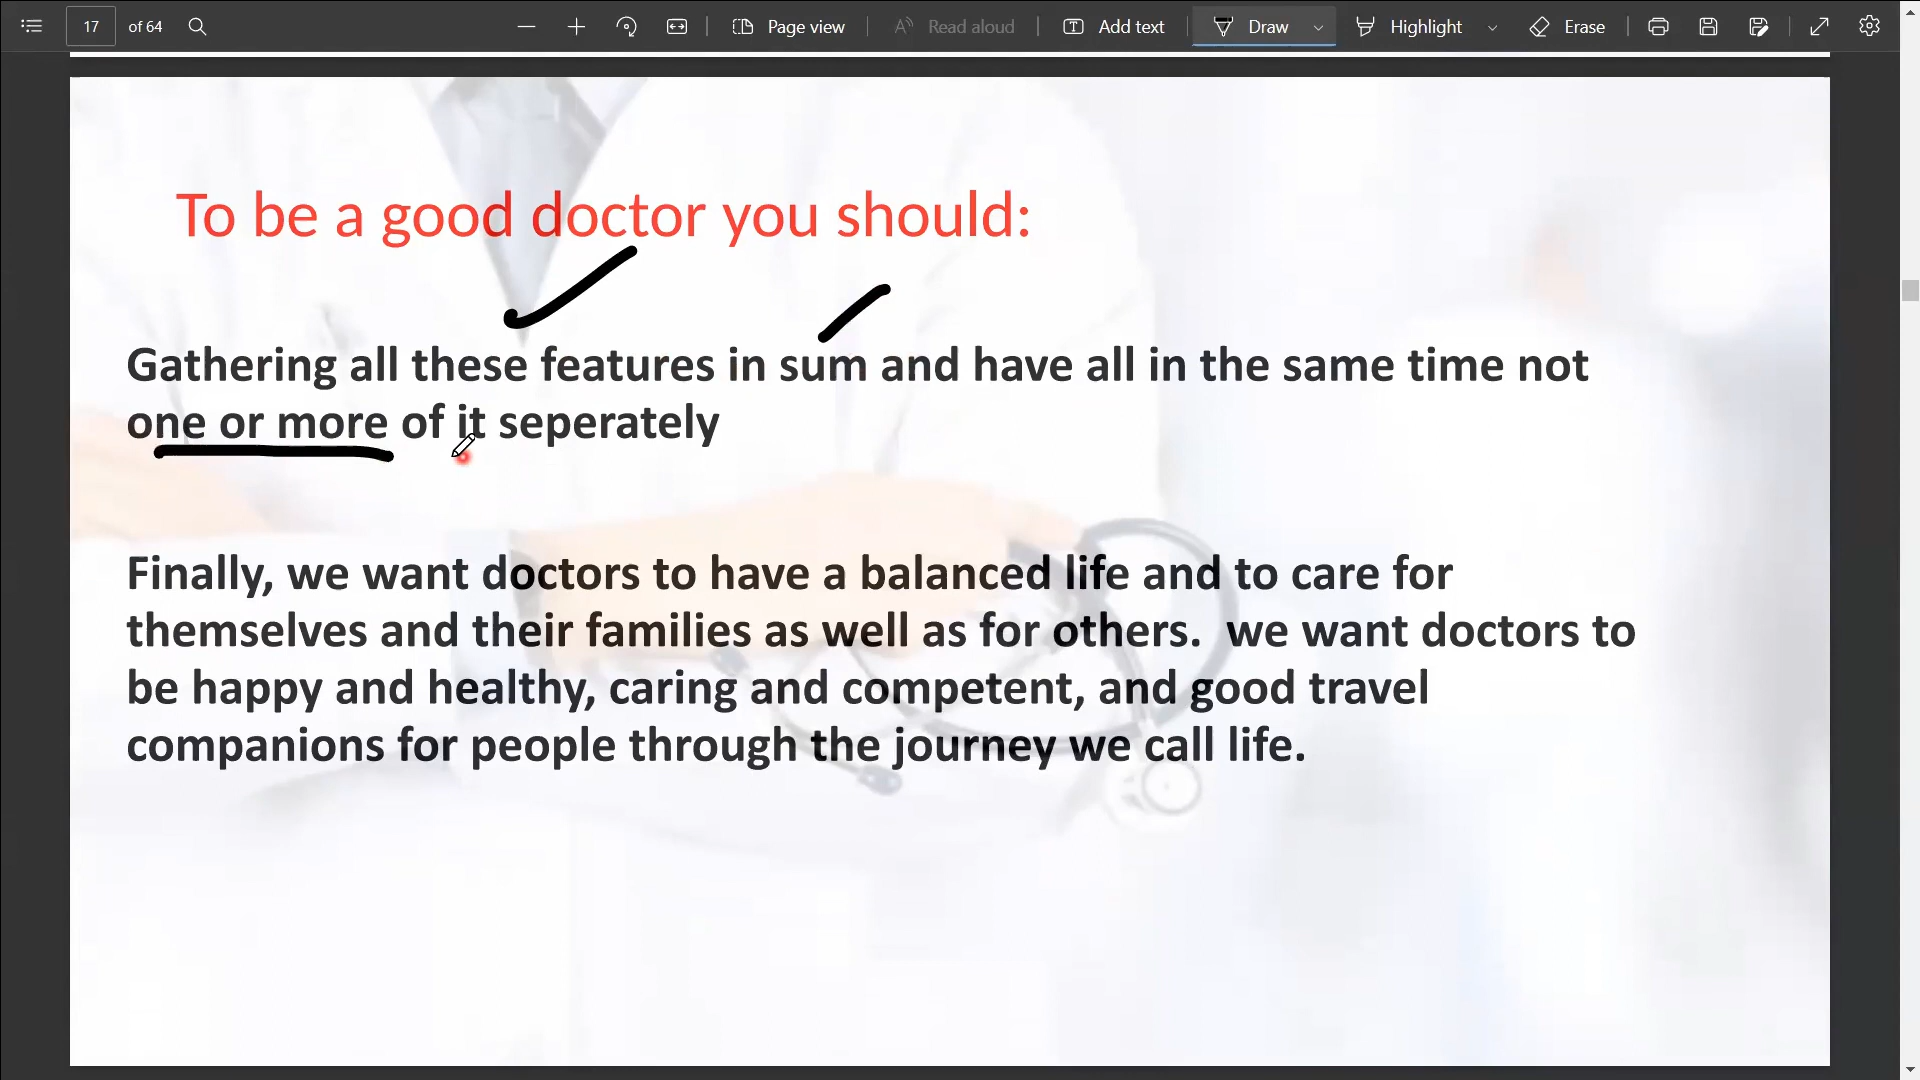 17 of 64 Page view Read aloud Add text Draw Highlight Erase
To be a good doctor you should:
Gathering all these features in sum and have all in the same time not
one or more of it seperately
Finally, we want doctors to have a balanced life and to care for
themselves and their families as well as for others. we want doctors to
be happy and healthy, caring and competent, and good travel
companions for people through the journey we call life.